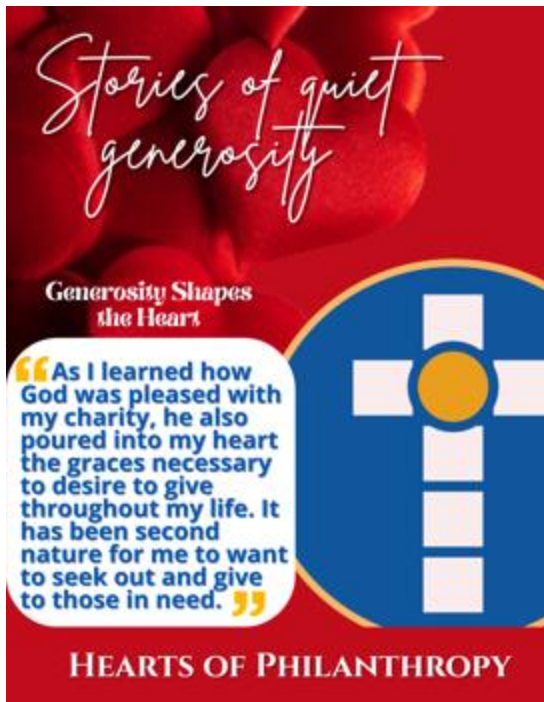 Stories of quiet
generosity
Generosity Shapes
the Heart
“As I learned how
God was pleased with
my charity, he also
poured into my heart
the graces necessary
to desire to give
throughout my life. It
has been second
nature for me to want
to seek out and give
to those in need.”
HEARTS OF PHILANTHROPY